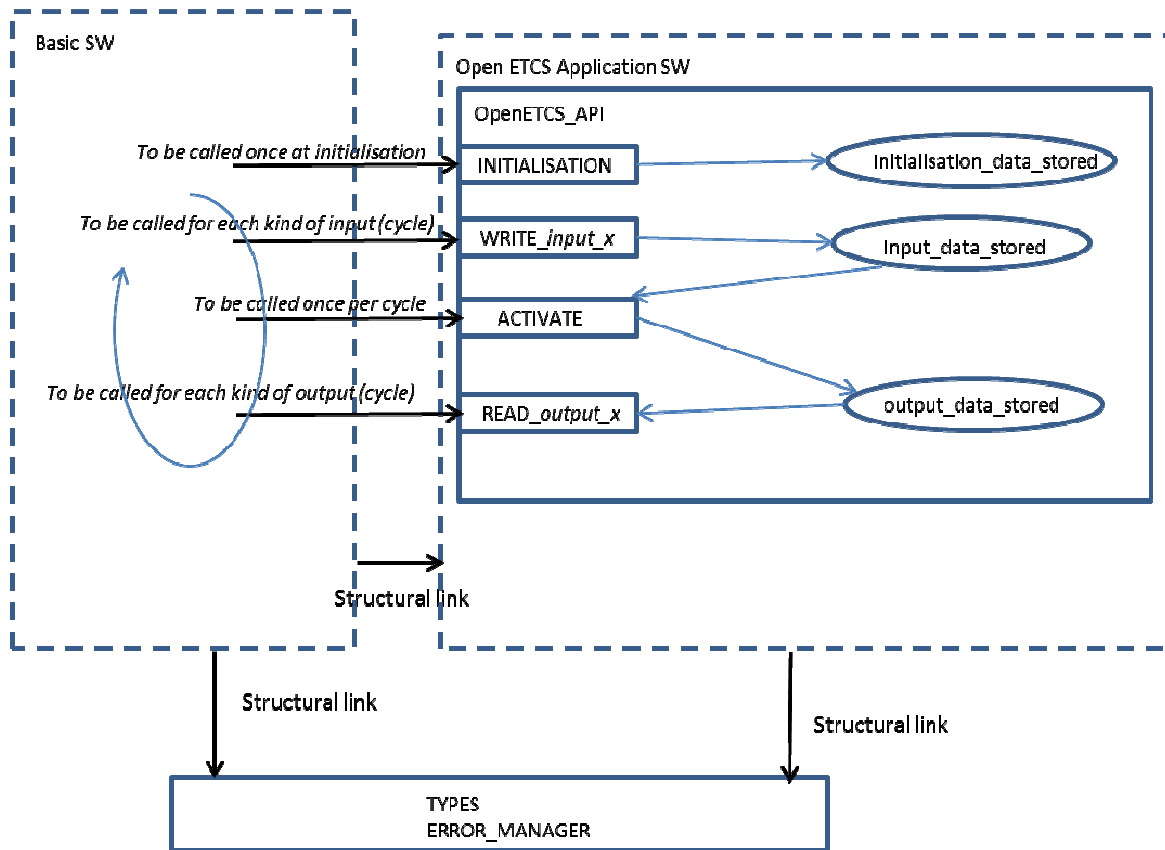 Basic SW
Open ETCS Application SW
OpenETCS_API
To be called once at initialisation
INITIALISATION
initialisation_data_stored
To be called for each kind of input (cycle)
WRITE_input_x
input_data_stored
To be called once per cycle
ACTIVATE
To be called for each kind of output (cycle)
READ_output_x
output_data_stored
Structural link
Structural link
Structural link
TYPES
ERROR_MANAGER